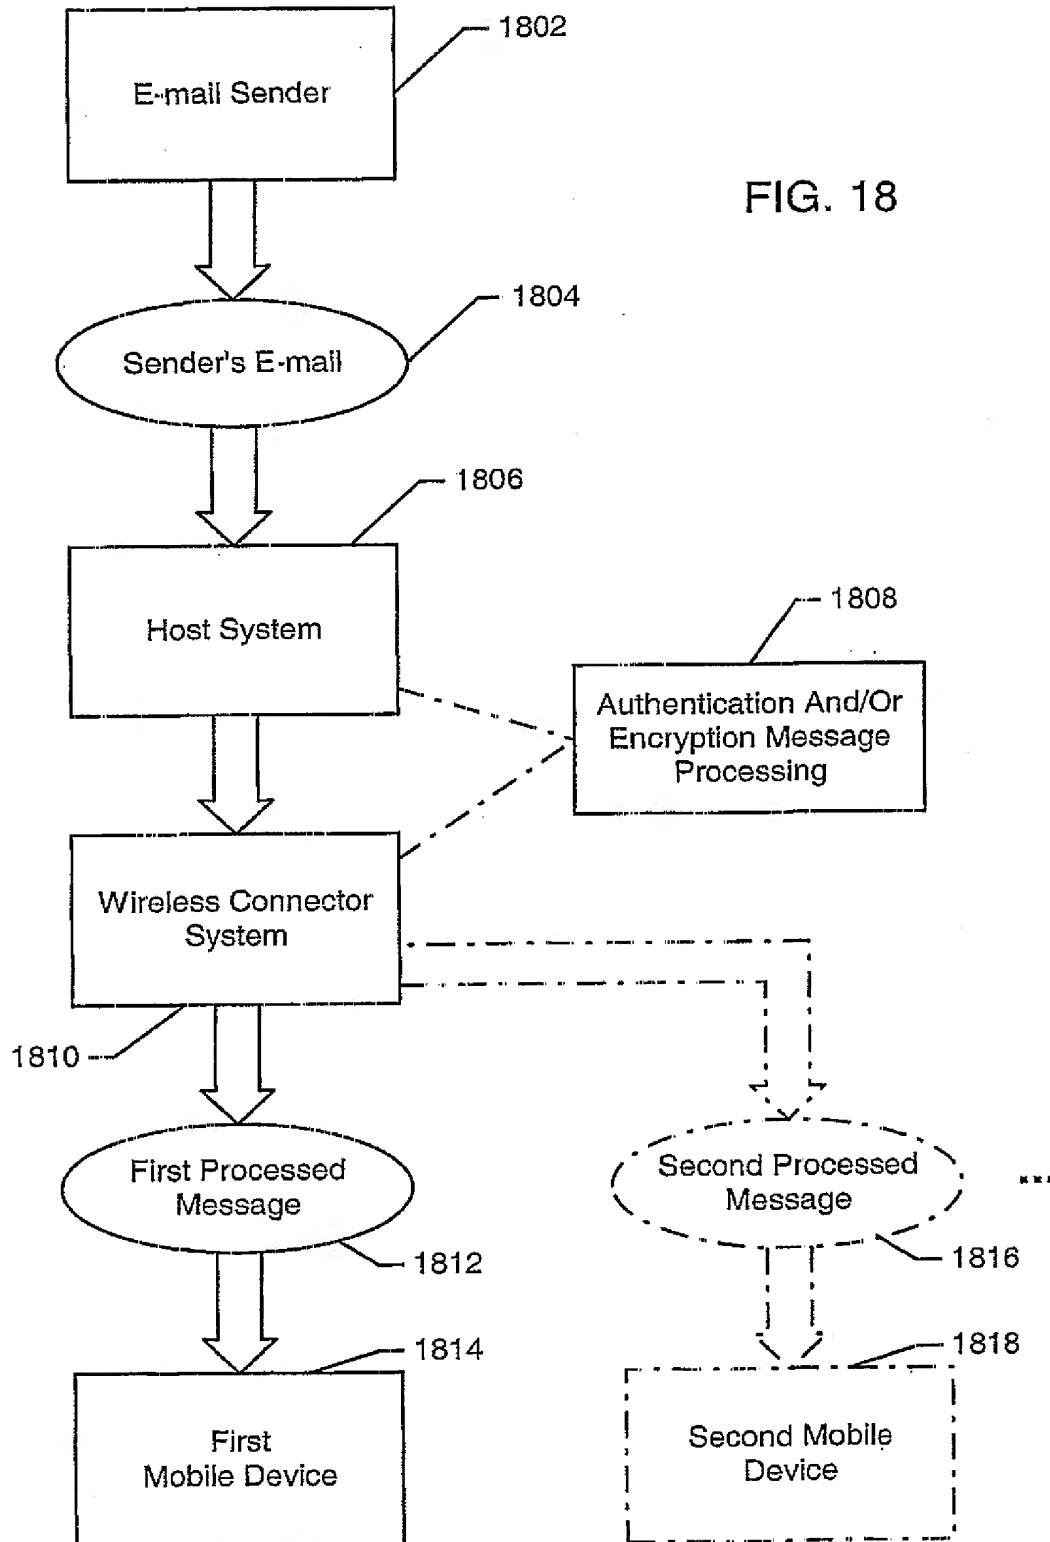 1802
E-mail Sender
FIG. 18
1804
Sender's E-mail
1806
Host System
1808
Authentication And/Or
Encryption Message
Processing
Wireless Connector
System
1810
First Processed
Message
1812
Second Processed
Message
...
1816
1814
First
Mobile Device
1818
Second Mobile
Device